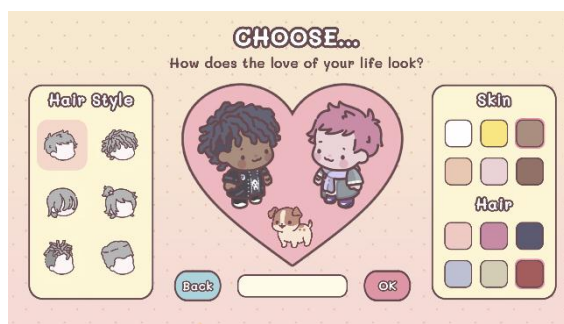 CHOOSE...
How does the love of your life look?
Hair Style
Skin
Hair
Back
OK